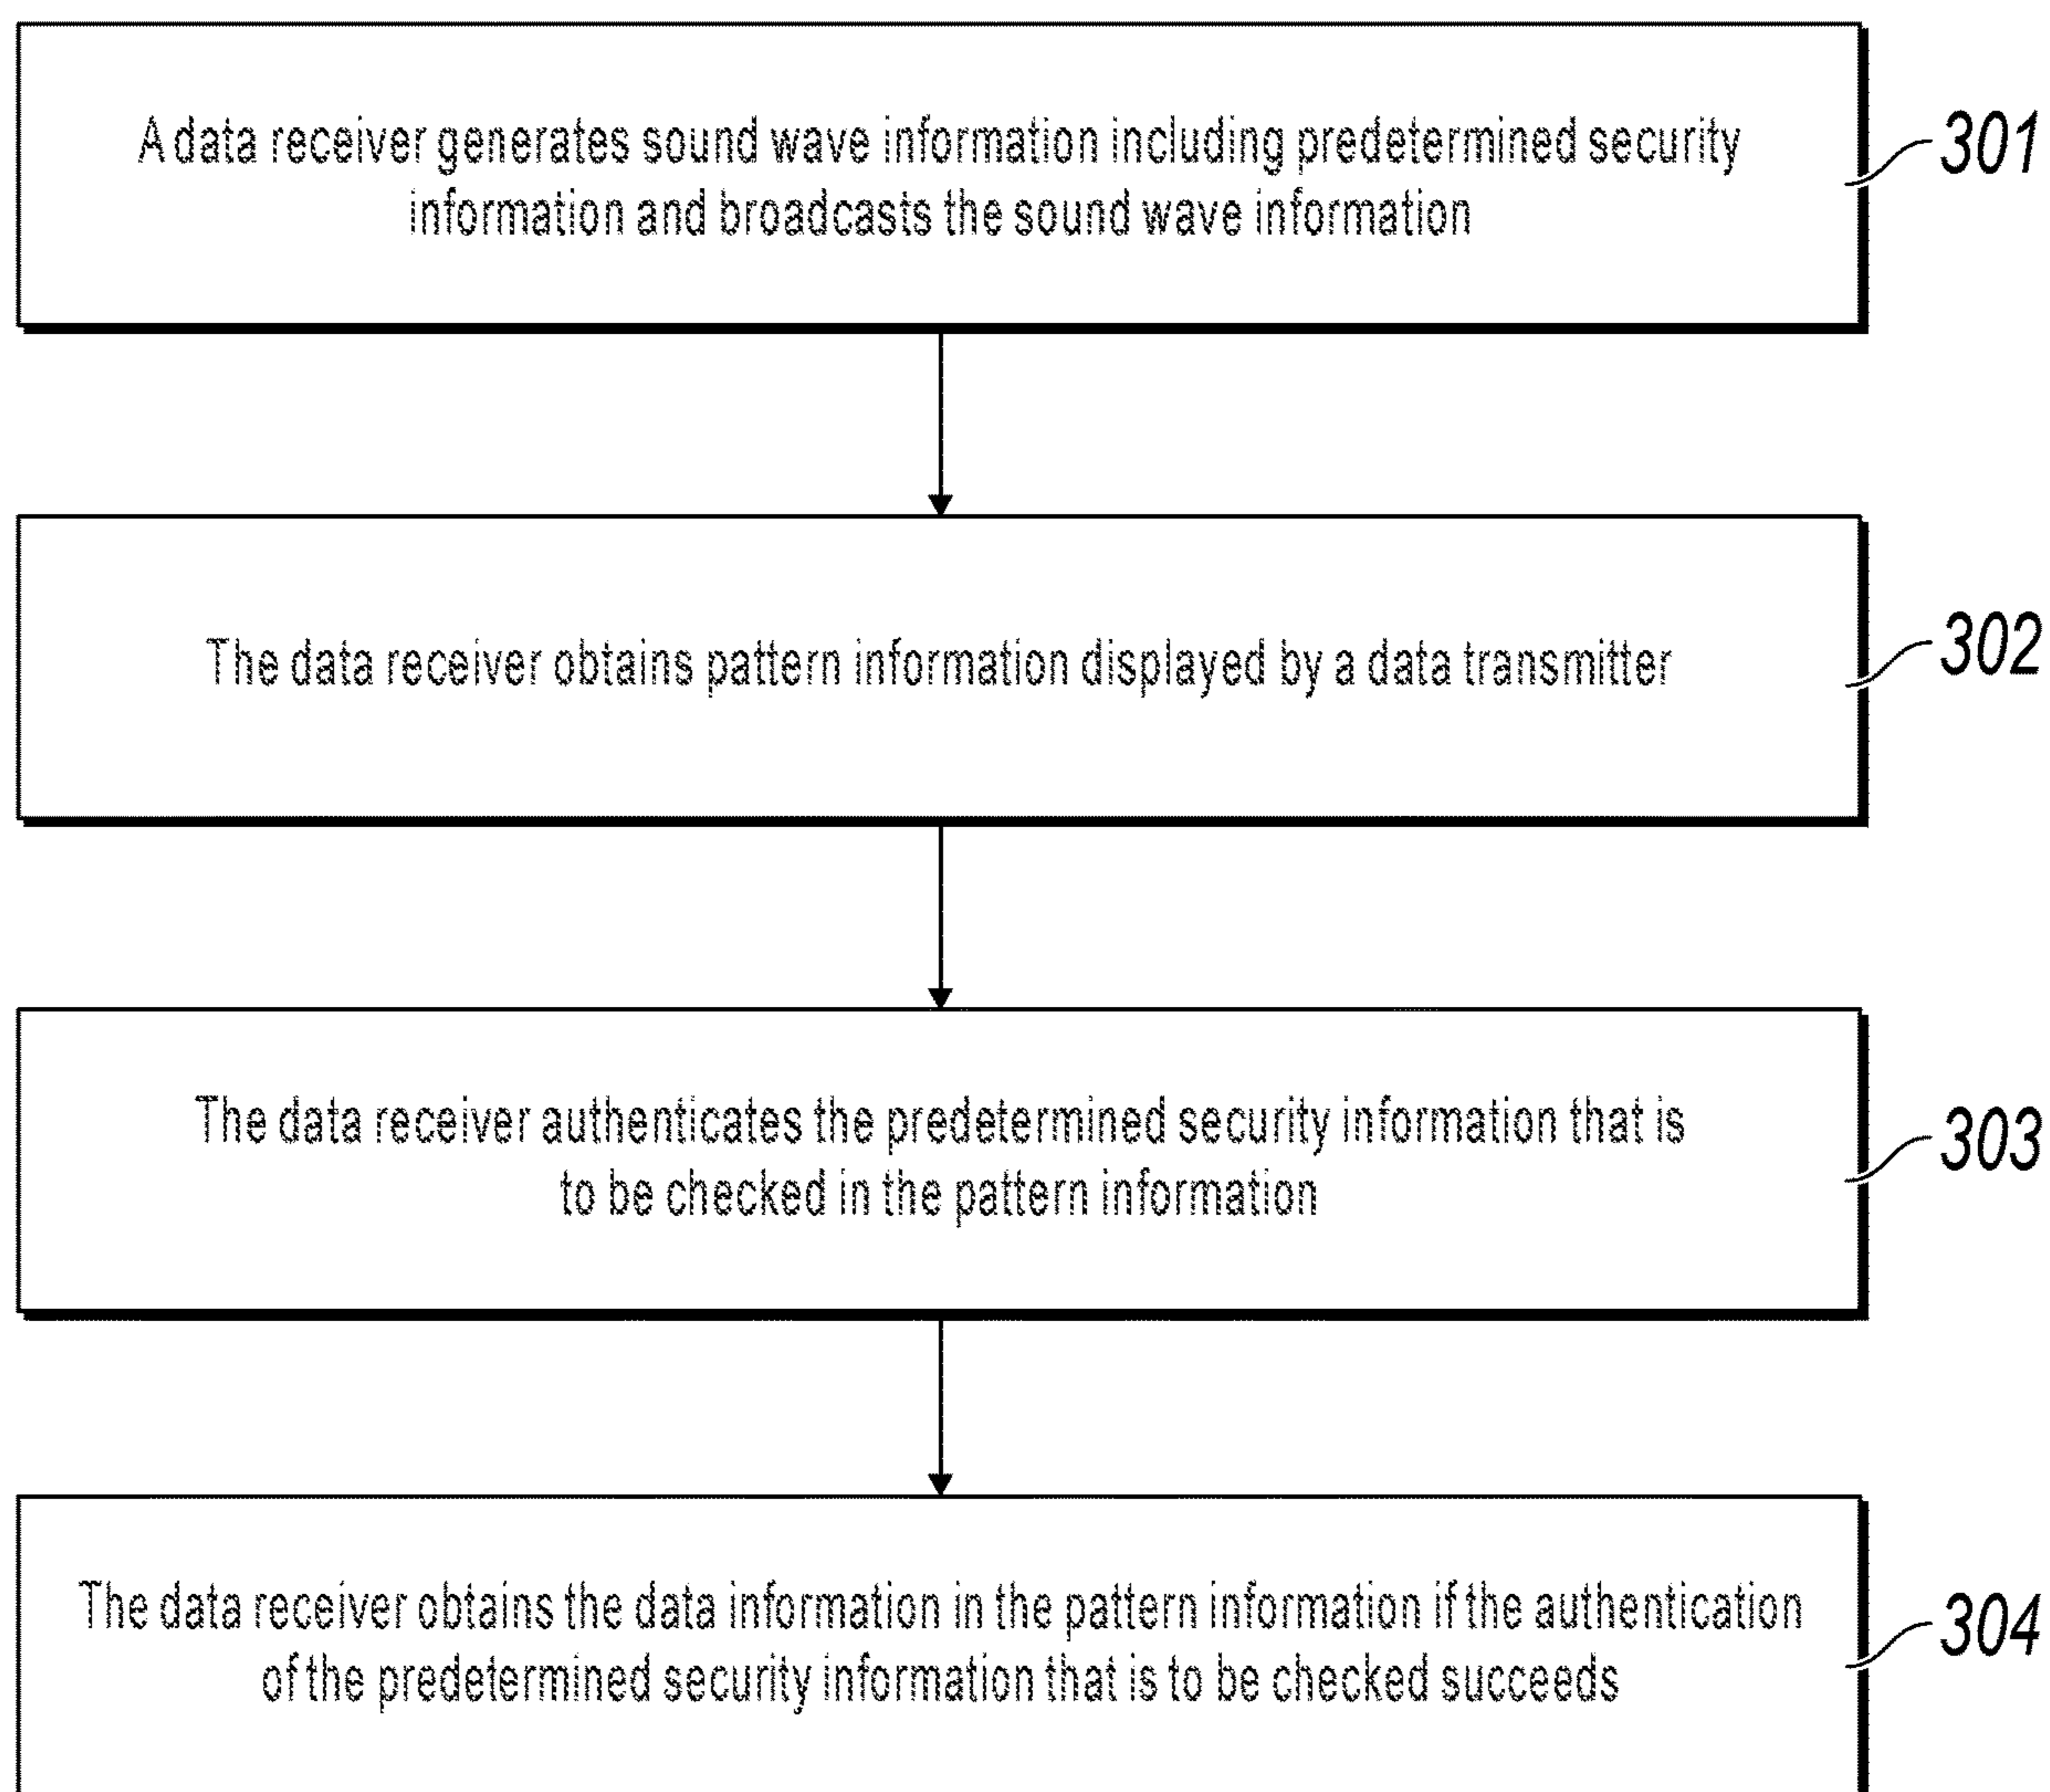 A data receiver generates sound wave information including predetermined security
information and broadcasts the sound wave information
301
The data receiver obtains pattern information displayed by a data transmitter
302
The data receiver authenticates the predetermined security information that is
to be checked in the pattern information
303
The data receiver obtains the data information in the pattern information if the authentication
of the predetermined security information that is to be checked succeeds
304